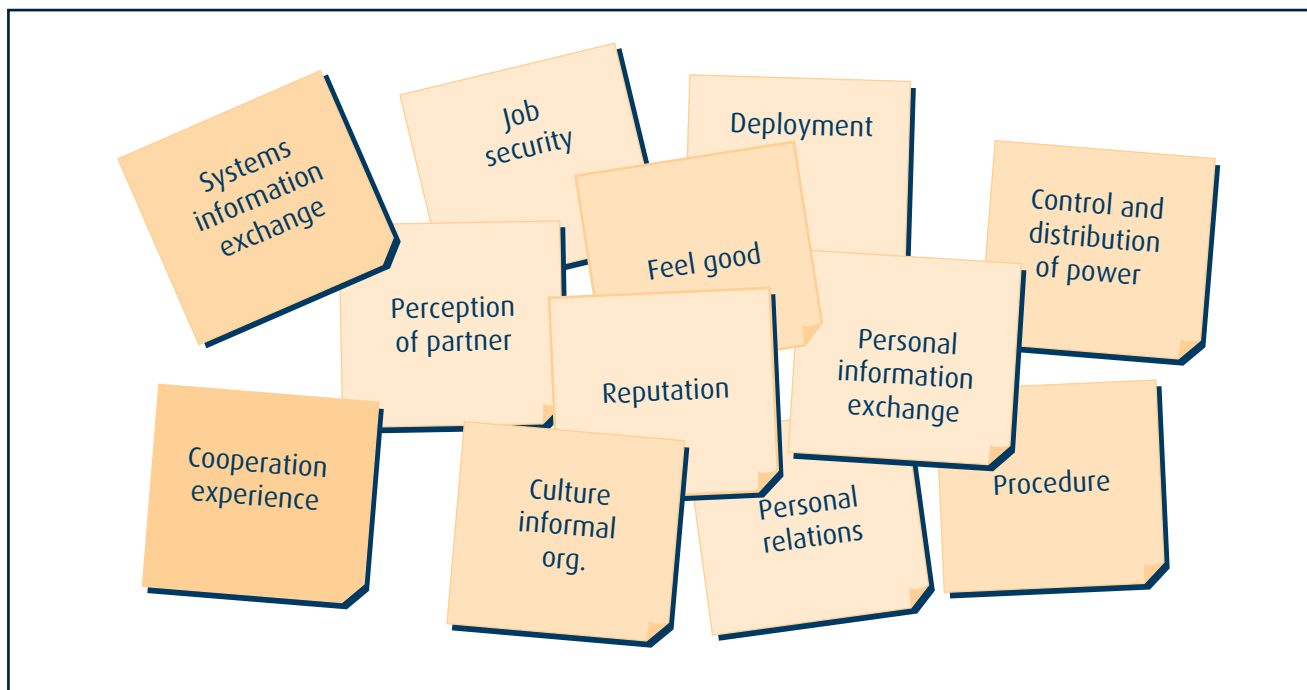 Systems
information
exchange
Job
security
Deployment
Control and
distribution
of power
Feel good
Perception
of partner
Reputation
Personal
information
exchange
Cooperation
experience
Culture
informal
org.
Personal
relations
Procedure